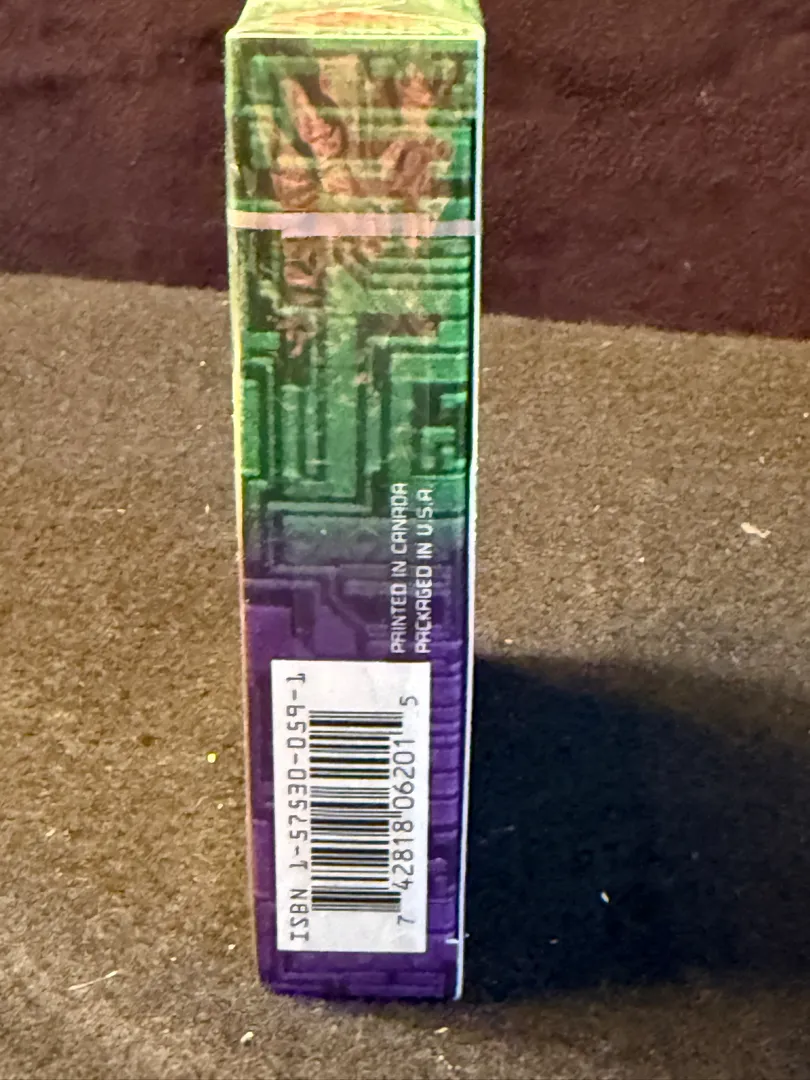 PRINTED IN CANADA
PACKAGED IN U.S.A.
ISBN 1-57530-059-1
7 42818 06201 5